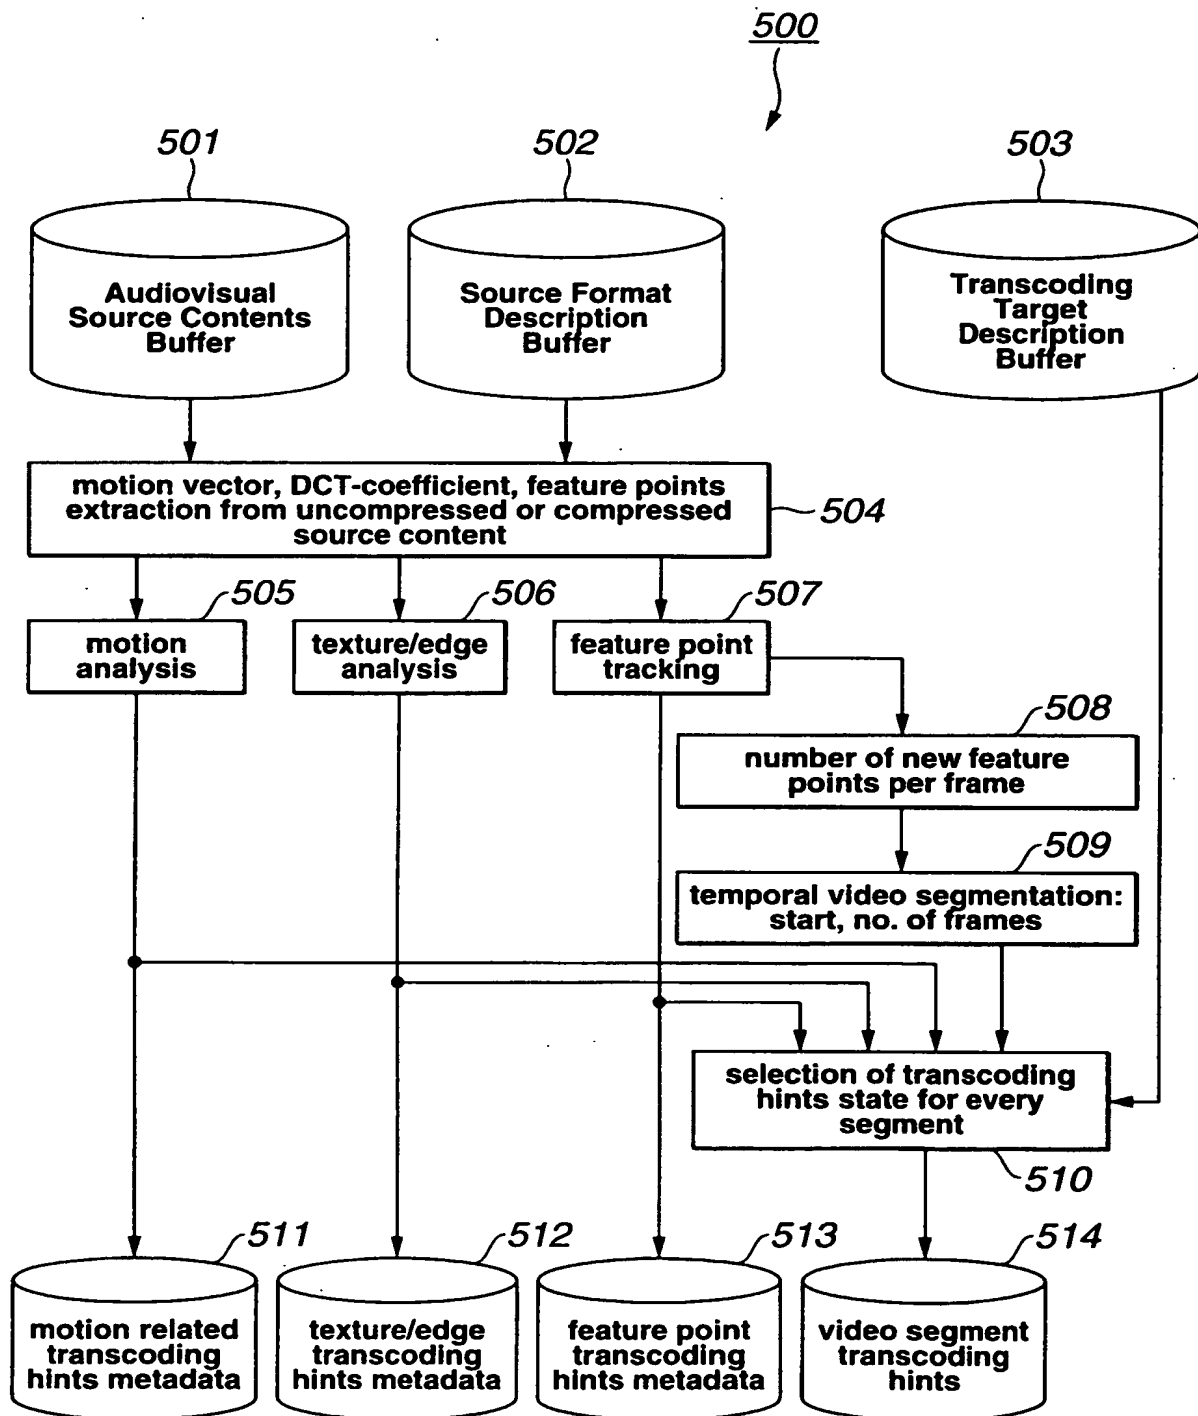 500
501
502
503
Audiovisual
Source Contents
Buffer
Source Format
Description
Buffer
Transcoding
Target
Description
Buffer
motion vector, DCT-coefficient, feature points
extraction from uncompressed or compressed
source content
504
505
506
507
motion
analysis
texture/edge
analysis
feature point
tracking
508
number of new feature
points per frame
509
temporal video segmentation:
start, no. of frames
selection of transcoding
hints state for every
segment
510
511
512
513
514
motion related
transcoding
hints metadata
texture/edge
transcoding
hints metadata
feature point
transcoding
hints metadata
video segment
transcoding
hints